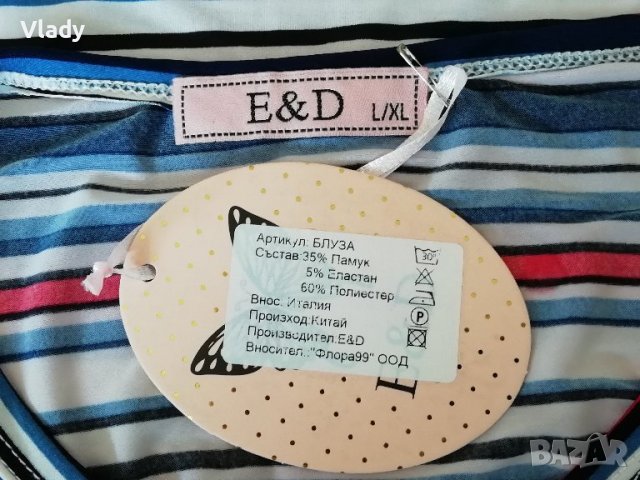 Vlady
E&D L/XL
Артикул: БЛУЗА
Състав:35% Памук
5% Еластан
60% Полиестер
Внос: Италия
Произход:Китай
Производител:E&D
Вносител.:"Флора99" ООД
30°
P
BAZAR